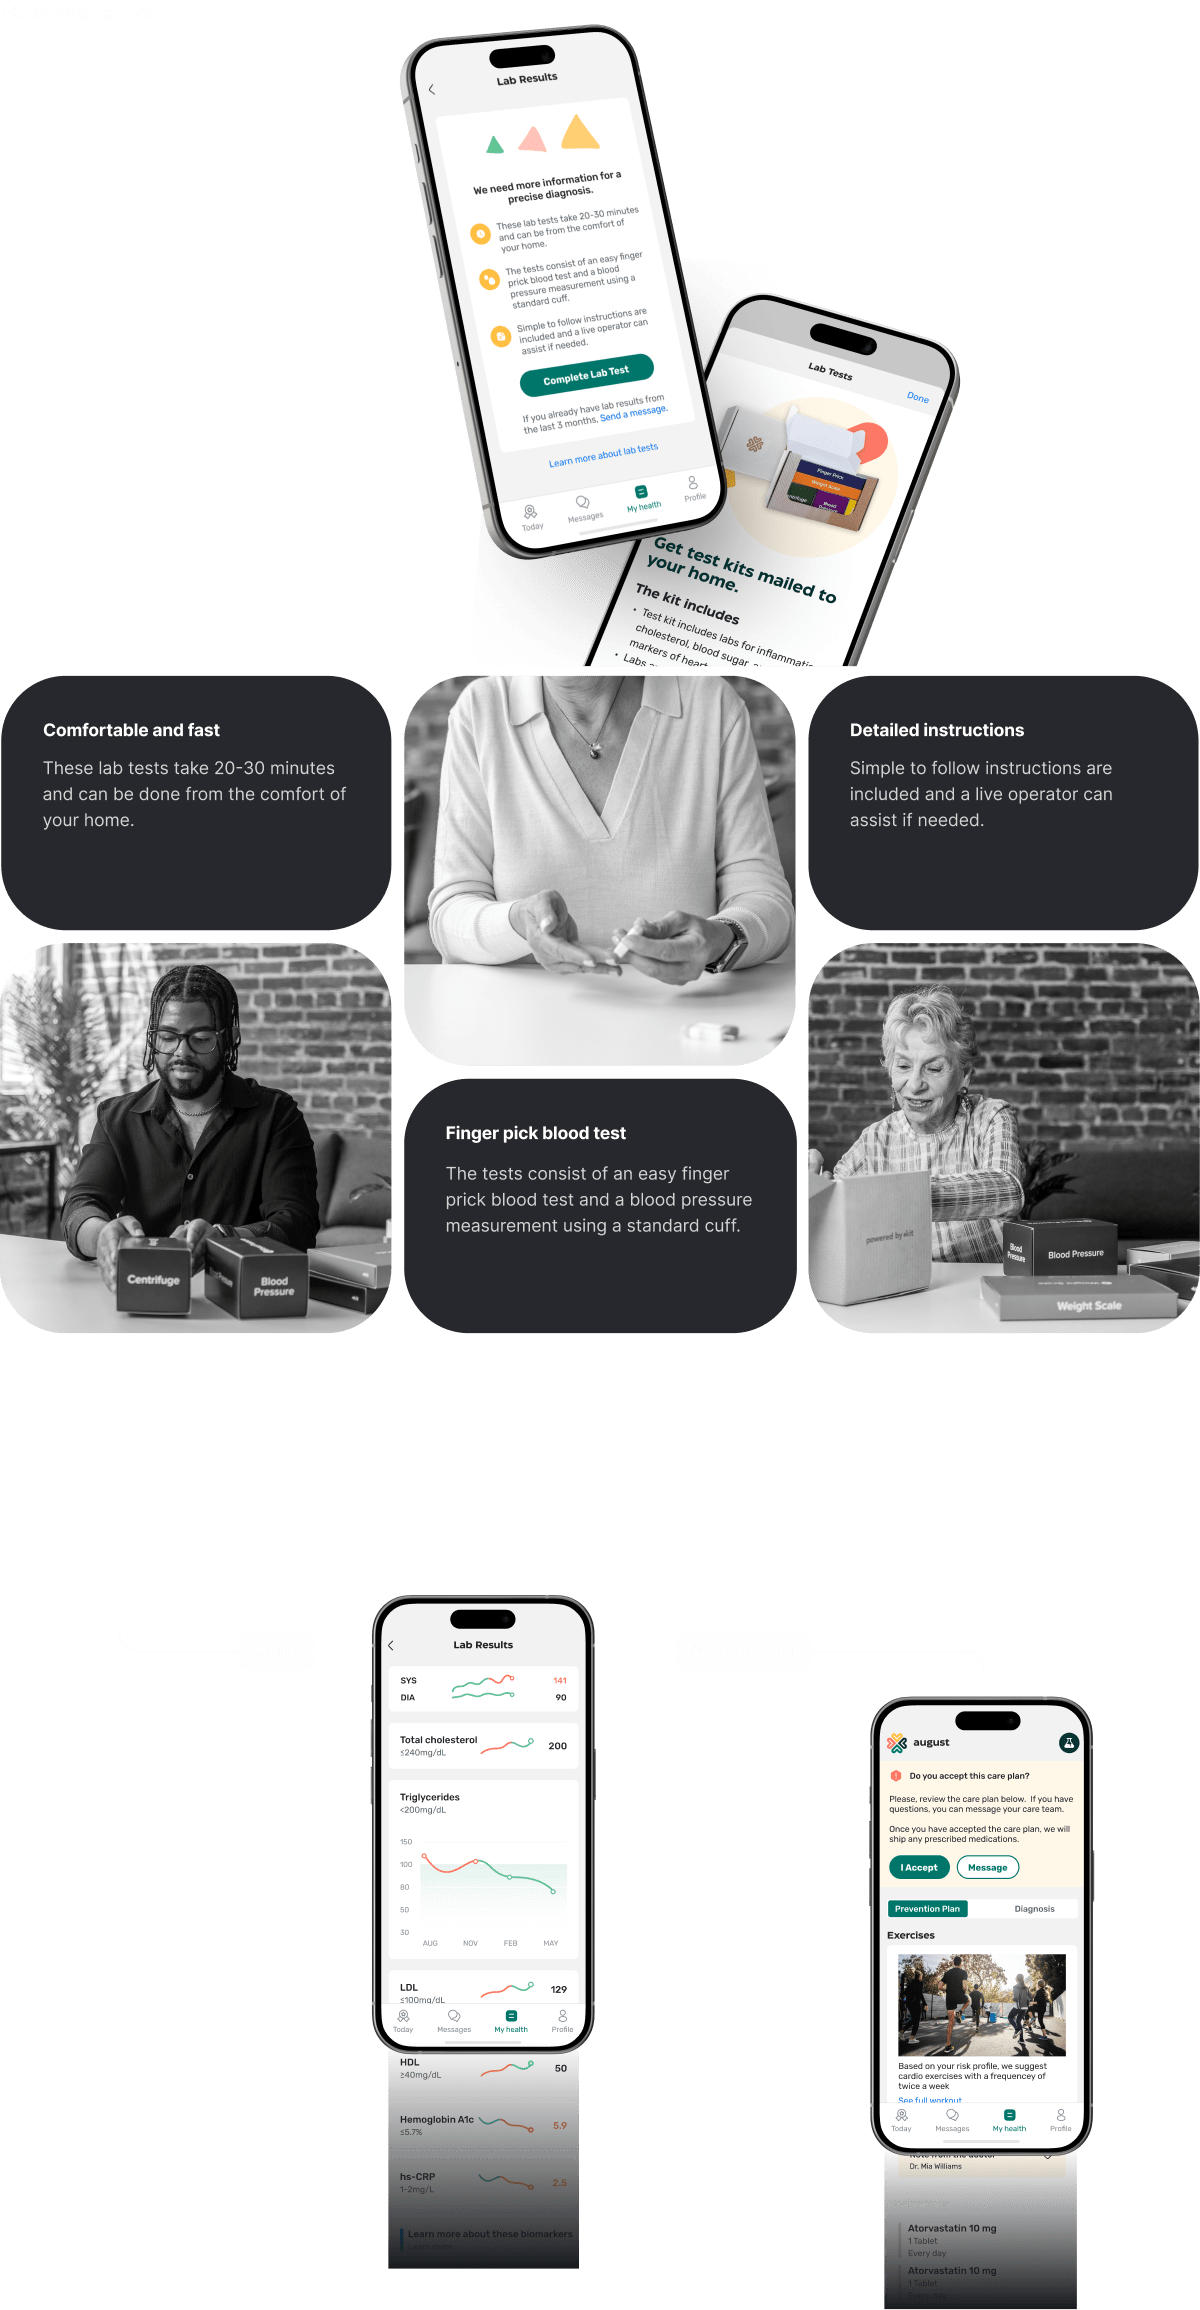 Lab Results
We need more information for a
precise diagnosis.
These lab tests take 20-30 minutes
and can be from the comfort of
your home.
The tests consist of an easy finger
prick blood test and a blood
pressure measurement using a
standard cuff.
Simple to follow instructions are
included and a live operator can
assist if needed.
Complete Lab Test
If you already have lab results from
the last 3 months, Send a message.
Learn more about lab tests
Today
Messages
My health
Profile
Lab Tests
Done
Finger Prick
Weight Scale
Blood
Get test kits mailed to
your home.
The kit includes
• Test kit includes labs for
cholesterol, blood sugar,
markers of
• Labs
Comfortable and fast
These lab tests take 20-30 minutes
and can be done from the comfort of
your home.
Detailed instructions
Simple to follow instructions are
included and a live operator can
assist if needed.
Centrifuge
Blood
Pressure
Finger pick blood test
The tests consist of an easy finger
prick blood test and a blood pressure
measurement using a standard cuff.
powered by
Blood
Pressure
Blood Pressure
Weight Scale
Lab Results
SYS 141
DIA 90
Total cholesterol 200
≤240mg/dL
Triglycerides
<200mg/dL
150
100
80
50
30
AUG NOV FEB MAY
LDL 129
≤100mg/dL
Today Messages My health Profile
HDL 50
≥40mg/dL
Hemoglobin A1c 5.9
≤5.7%
hs-CRP 2.5
1-2mg/L
Learn more about these biomarkers
august
Do you accept this care plan?
Please, review the care plan below. If you have
questions, you can message your care team.
Once you have accepted the care plan, we will
ship any prescribed medications.
I Accept Message
Prevention Plan Diagnosis
Exercises
Based on your risk profile, we suggest
cardio exercises with a frequencey of
twice a week
See full workout
Today Messages My health Profile
Note from the doctor
Dr. Mia Williams
Atorvastatin 10 mg
1 Tablet
Every day
Atorvastatin 10 mg
1 Tablet
Every day